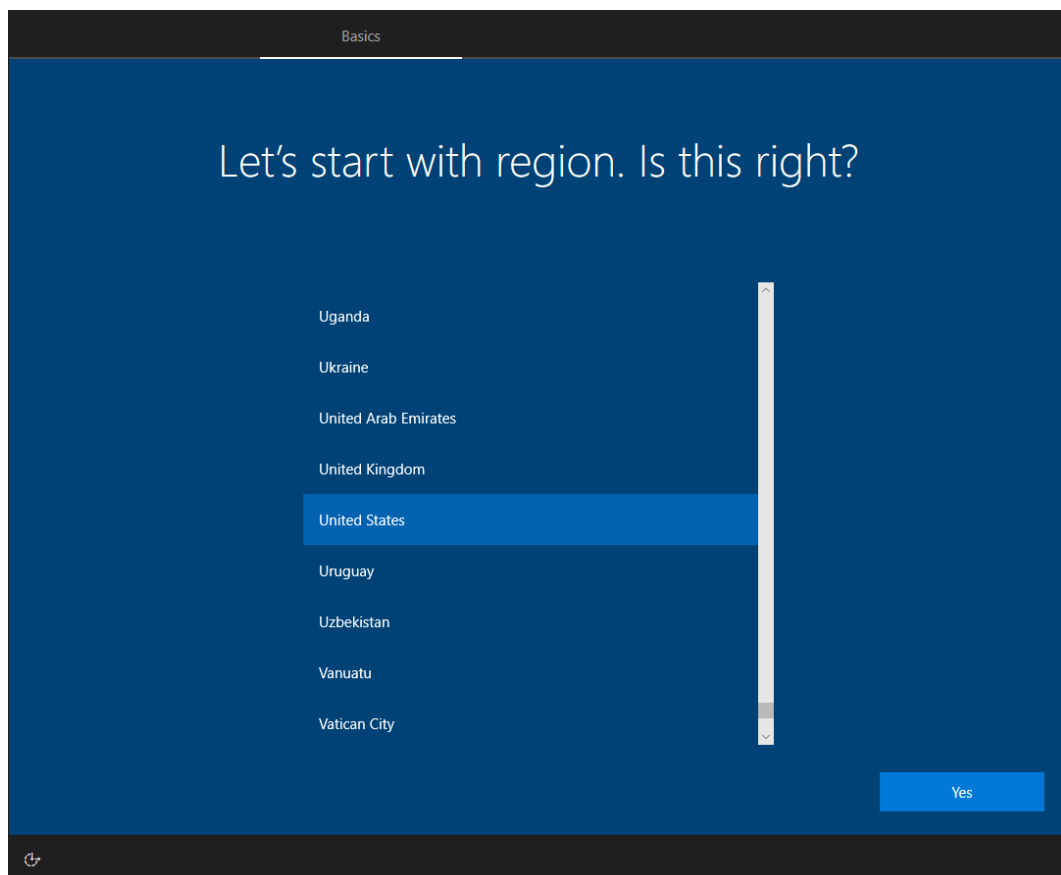 Basics
Let's start with region. Is this right?
Uganda
Ukraine
United Arab Emirates
United Kingdom
United States
Uruguay
Uzbekistan
Vanuatu
Vatican City
Yes